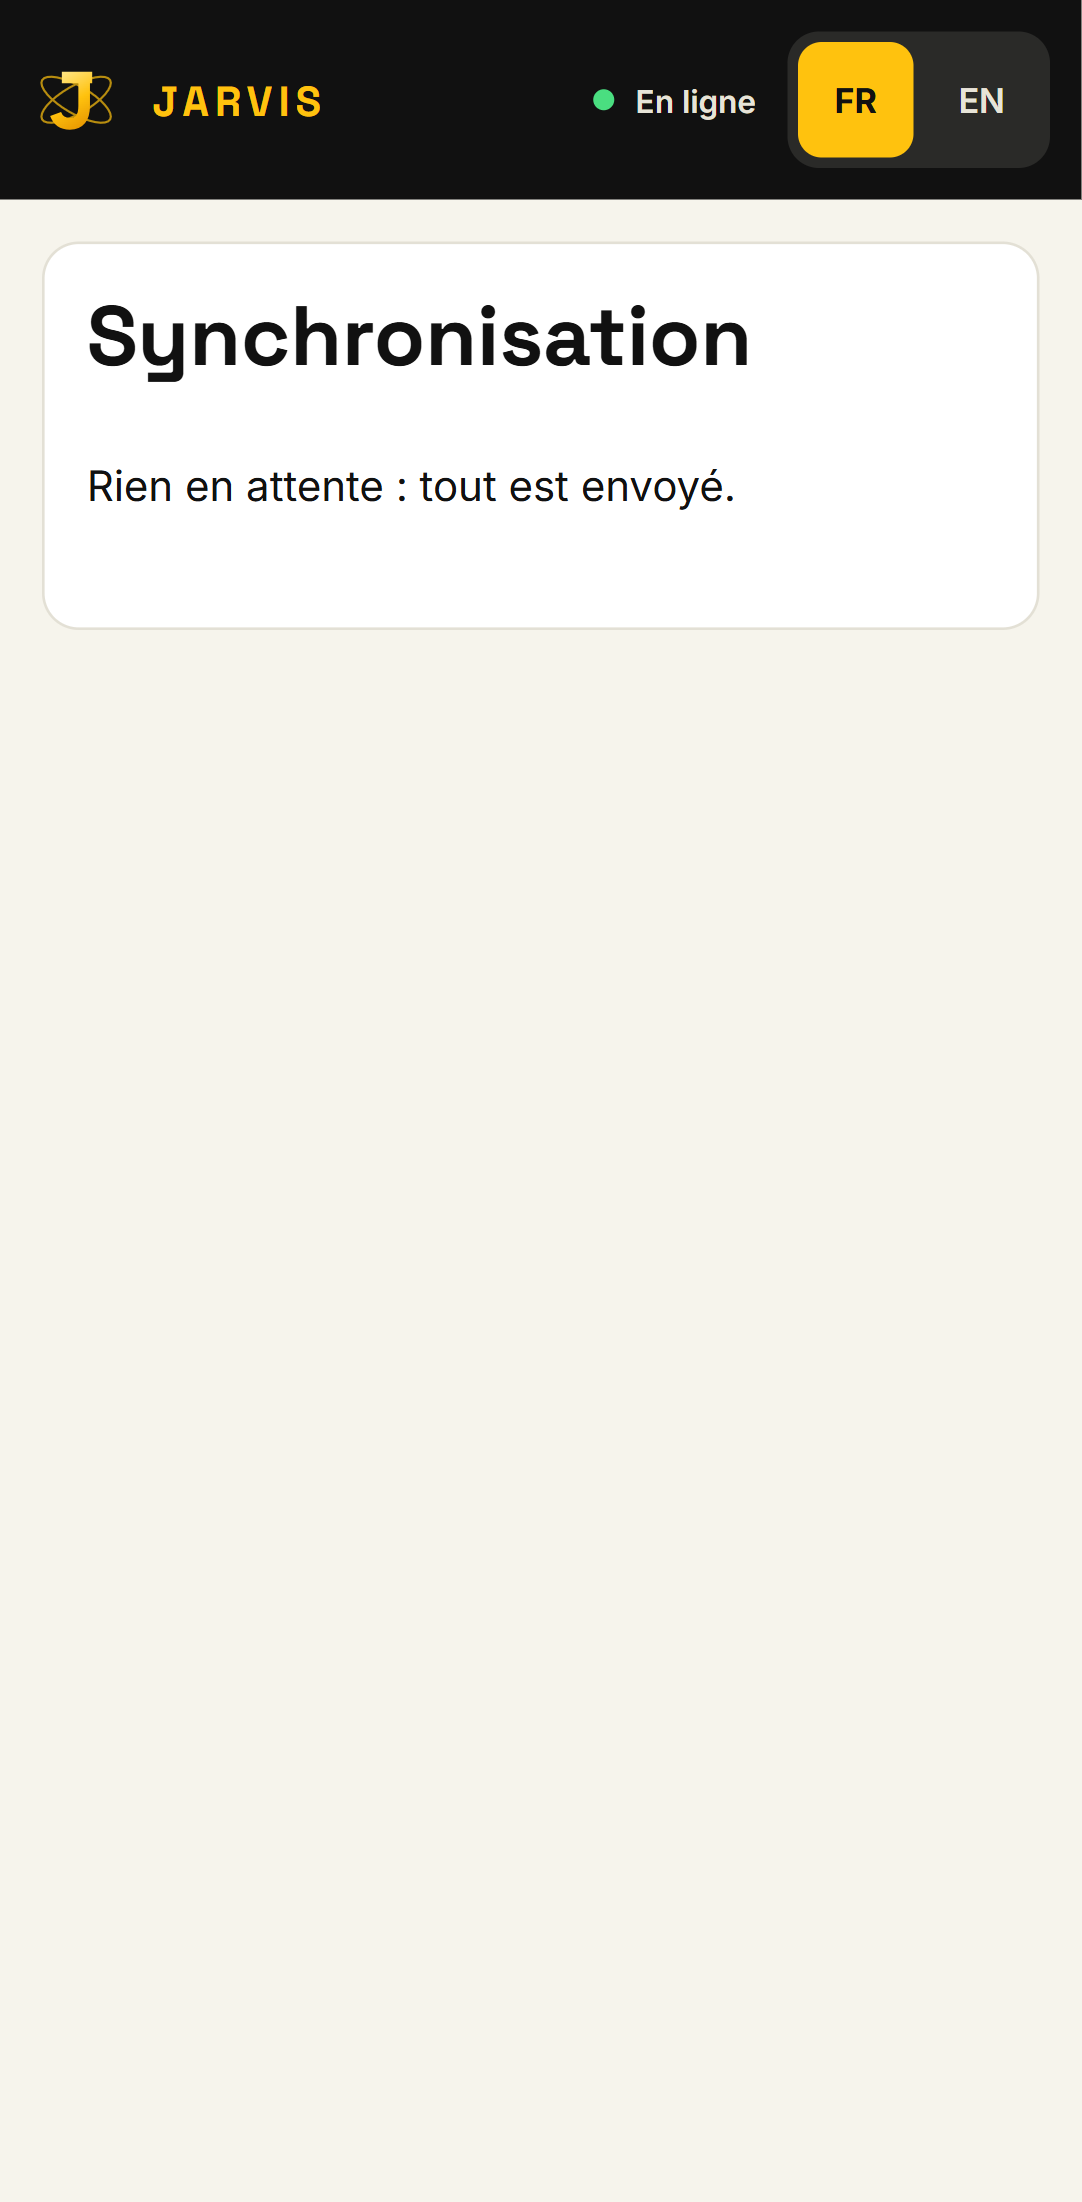 J JARVIS En ligne FR EN
Synchronisation
Rien en attente : tout est envoyé.